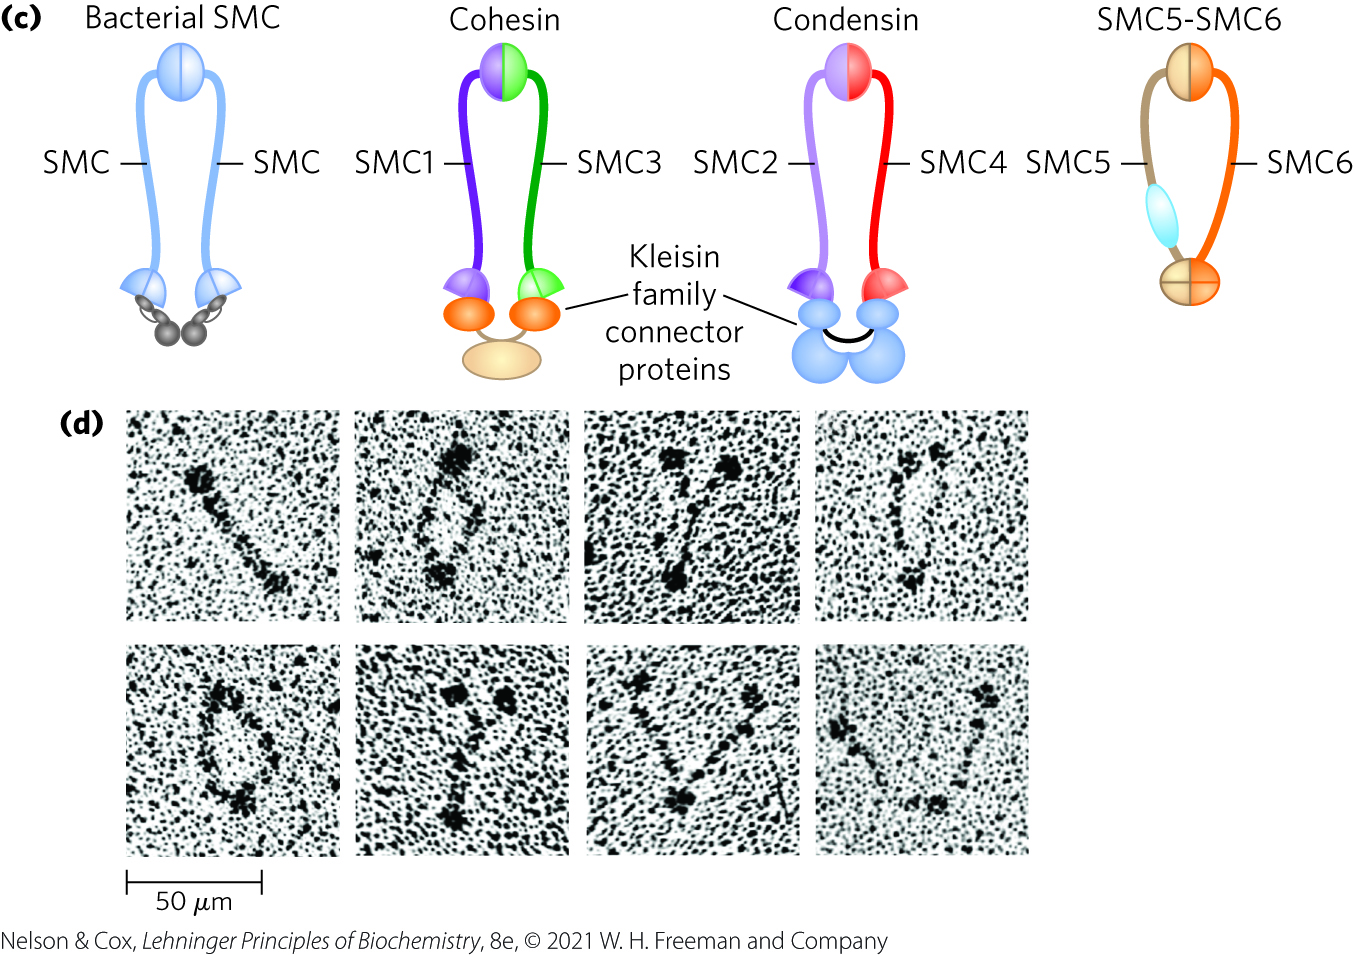 (c)
Bacterial SMC
Cohesin
Condensin
SMC5-SMC6
SMC
SMC
SMC1
SMC3
SMC2
SMC4
SMC5
SMC6
Kleisin
family
connector
proteins
(d)
50 μm
Nelson & Cox, Lehninger Principles of Biochemistry, 8e, © 2021 W. H. Freeman and Company